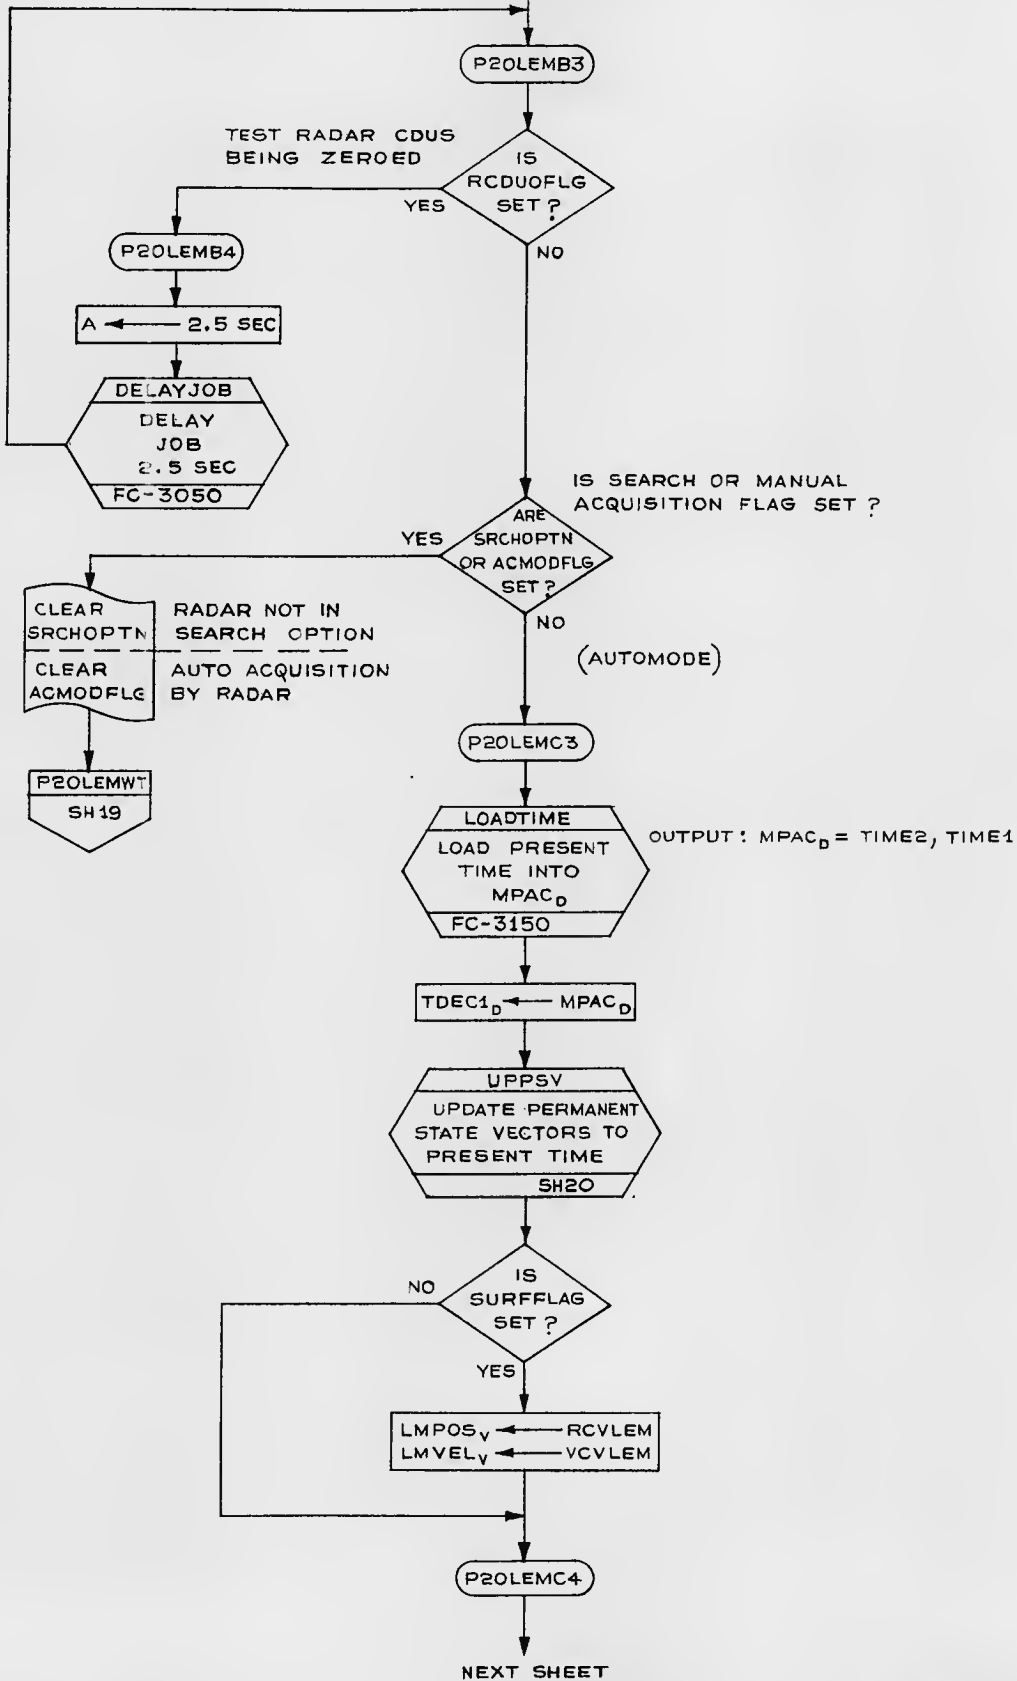 P20LEMB3
TEST RADAR CDUS
BEING ZEROED
IS
RCDUOFLG
SET?
YES
NO
P20LEMB4
A ← 2.5 SEC
DELAYJOB
DELAY
JOB
2.5 SEC
FC-3050
IS SEARCH OR MANUAL
ACQUISITION FLAG SET?
ARE
SRCHOPTN
OR ACMODFLG
SET?
YES
NO
CLEAR
SRCHOPTN
RADAR NOT IN
SEARCH OPTION
CLEAR
ACMODFLG
AUTO ACQUISITION
BY RADAR
(AUTOMODE)
P20LEMWT
SH19
P20LEMC3
LOADTIME
LOAD PRESENT
TIME INTO
MPACD
FC-3150
OUTPUT: MPACD = TIME2, TIME1
TDEC1D ← MPACD
UPPSV
UPDATE PERMANENT
STATE VECTORS TO
PRESENT TIME
SH20
IS
SURFFLAG
SET?
NO
YES
LMPOSV ← RCVLEM
LMVELV ← VCVLEM
P20LEMC4
NEXT SHEET